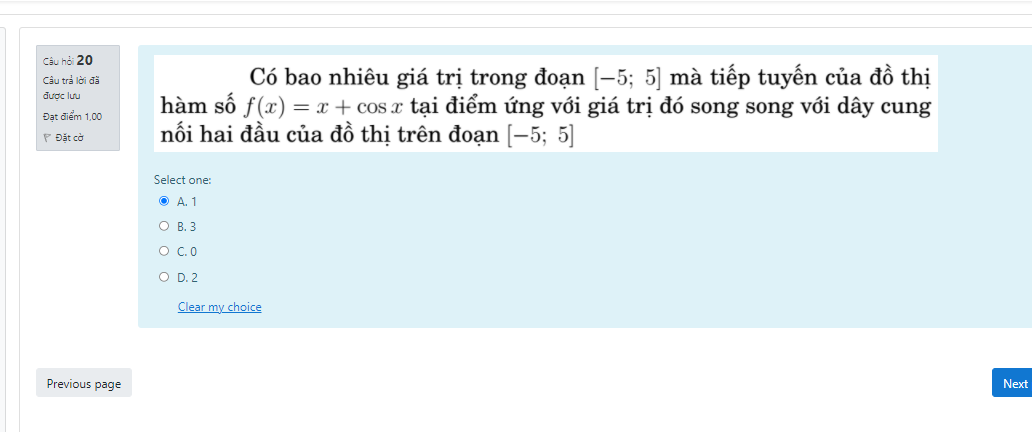 Câu hỏi 20
Câu trả lời đã
được lưu
Đạt điểm 1,00
Đặt cờ
Có bao nhiêu giá trị trong đoạn [−5; 5] mà tiếp tuyến của đồ thị
hàm số f(x) = x + cos x tại điểm ứng với giá trị đó song song với dây cung
nối hai đầu của đồ thị trên đoạn [−5; 5]
Select one:
A. 1
B. 3
C. 0
D. 2
Clear my choice
Previous page
Next